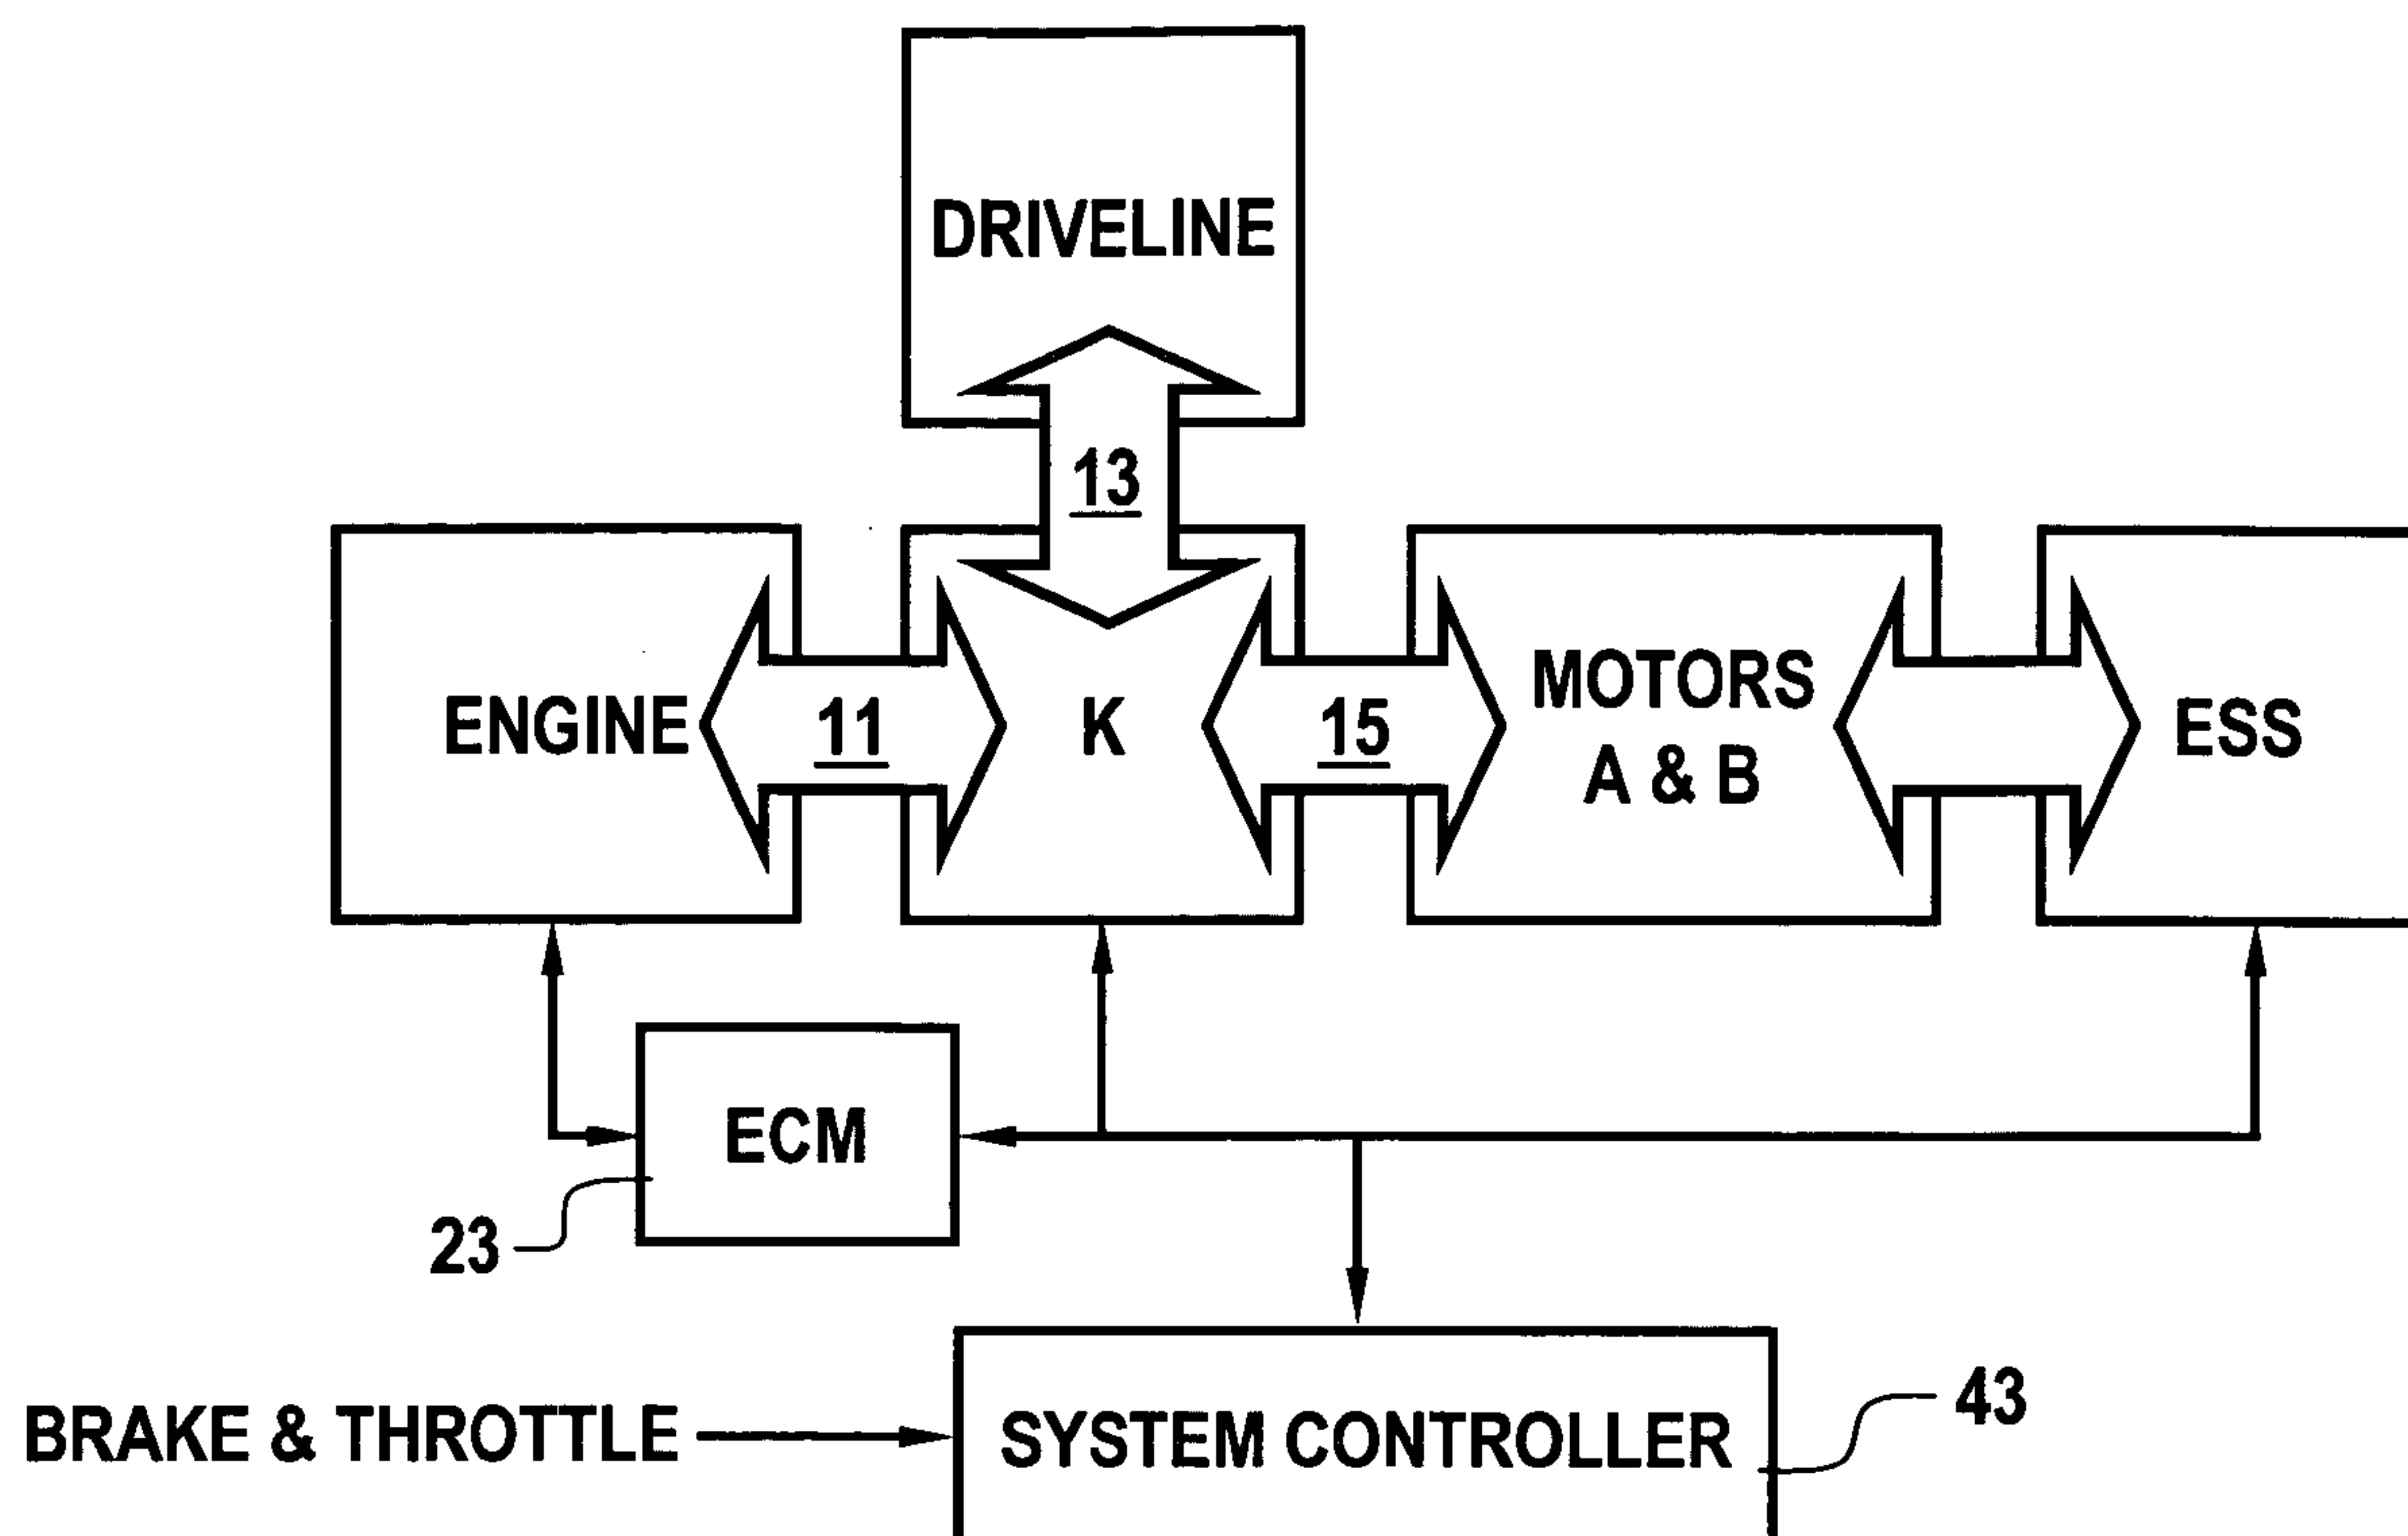 DRIVELINE
13
ENGINE
11
K
15
MOTORS
A & B
ESS
ECM
23
BRAKE & THROTTLE
SYSTEM CONTROLLER
43